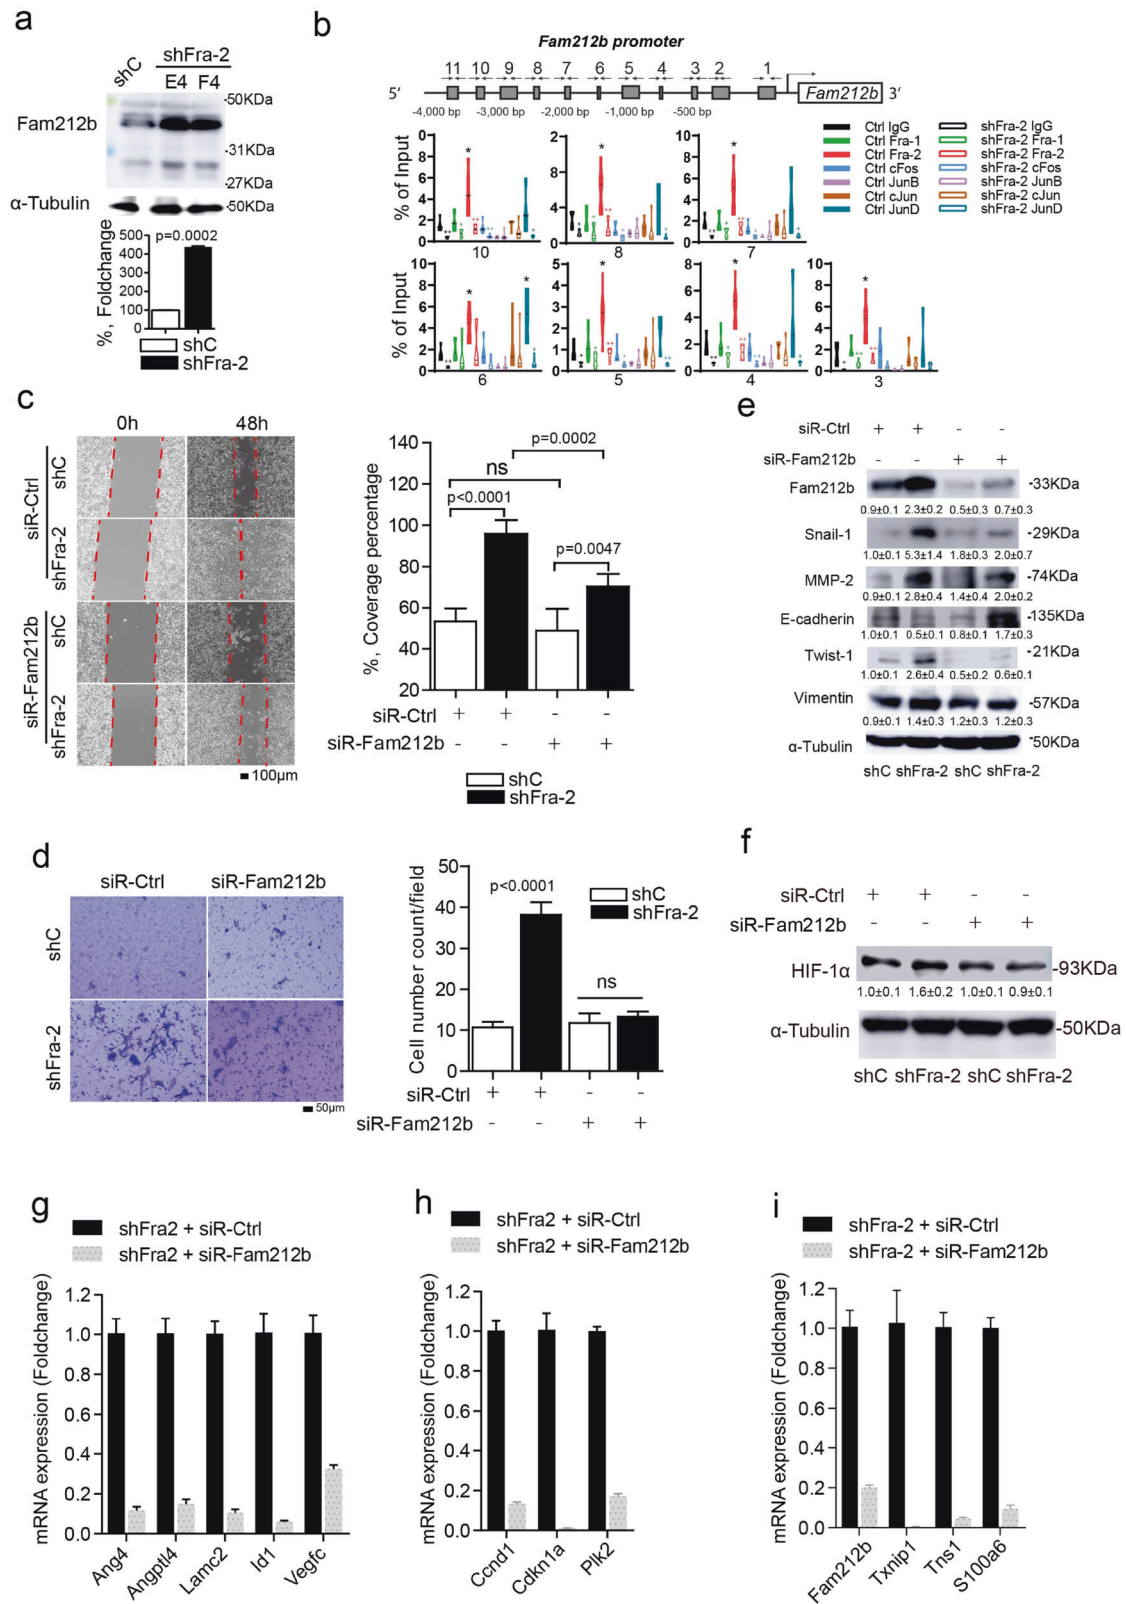 a
shFra-2
shC
E4 F4
-50KDa
Fam212b
-31KDa
-27KDa
α-Tubulin
-50KDa
%, Foldchange
500
400
300
200
100
0
p=0.0002
shC
shFra-2
b
Fam212b promoter
11 10 9 8 7 6 5 4 3 2 1
5' Fam212b 3'
-4,000 bp -3,000 bp -2,000 bp -1,000 bp -500 bp
Ctrl IgG shFra-2 IgG
Ctrl Fra-1 shFra-2 Fra-1
Ctrl Fra-2 shFra-2 Fra-2
Ctrl cFos shFra-2 cFos
Ctrl JunB shFra-2 JunB
Ctrl cJun shFra-2 cJun
Ctrl JunD shFra-2 JunD
% of Input
10 8 7
% of Input
6 5 4 3
c
0h 48h
siR-Ctrl
shC
shFra-2
siR-Fam212b
shC
shFra-2
100μm
%, Coverage percentage
140
120
100
80
60
40
20
p=0.0002
ns
p<0.0001
p=0.0047
siR-Ctrl + + - -
siR-Fam212b - - + +
shC
shFra-2
d
siR-Ctrl siR-Fam212b
shC
shFra-2
50μm
Cell number count/field
50
40
30
20
10
0
p<0.0001
ns
shC
shFra-2
siR-Ctrl + + - -
siR-Fam212b - - + +
e
siR-Ctrl + + - -
siR-Fam212b - - + +
Fam212b -33KDa
0.9±0.1 2.3±0.2 0.5±0.3 0.7±0.3
Snail-1 -29KDa
1.0±0.1 5.3±1.4 1.8±0.3 2.0±0.7
MMP-2 -74KDa
0.9±0.1 2.8±0.4 1.4±0.4 2.0±0.2
E-cadherin -135KDa
1.0±0.1 0.5±0.1 0.8±0.1 1.7±0.3
Twist-1 -21KDa
1.0±0.1 2.6±0.4 0.5±0.2 0.6±0.1
Vimentin -57KDa
0.9±0.1 1.4±0.3 1.2±0.3 1.2±0.3
α-Tubulin -50KDa
shC shFra-2 shC shFra-2
f
siR-Ctrl + + - -
siR-Fam212b - - + +
HIF-1α -93KDa
1.0±0.1 1.6±0.2 1.0±0.1 0.9±0.1
α-Tubulin -50KDa
shC shFra-2 shC shFra-2
g
shFra2 + siR-Ctrl
shFra2 + siR-Fam212b
mRNA expression (Foldchange)
1.2
1.0
0.8
0.6
0.4
0.2
0.0
Ang4 Angptl4 Lamc2 Id1 Vegfc
h
shFra2 + siR-Ctrl
shFra2 + siR-Fam212b
mRNA expression (Foldchange)
1.2
1.0
0.8
0.6
0.4
0.2
0.0
Ccnd1 Cdkn1a Plk2
i
shFra-2 + siR-Ctrl
shFra-2 + siR-Fam212b
mRNA expression (Foldchange)
1.2
1.0
0.8
0.6
0.4
0.2
0.0
Fam212b Txnip1 Tns1 S100a6